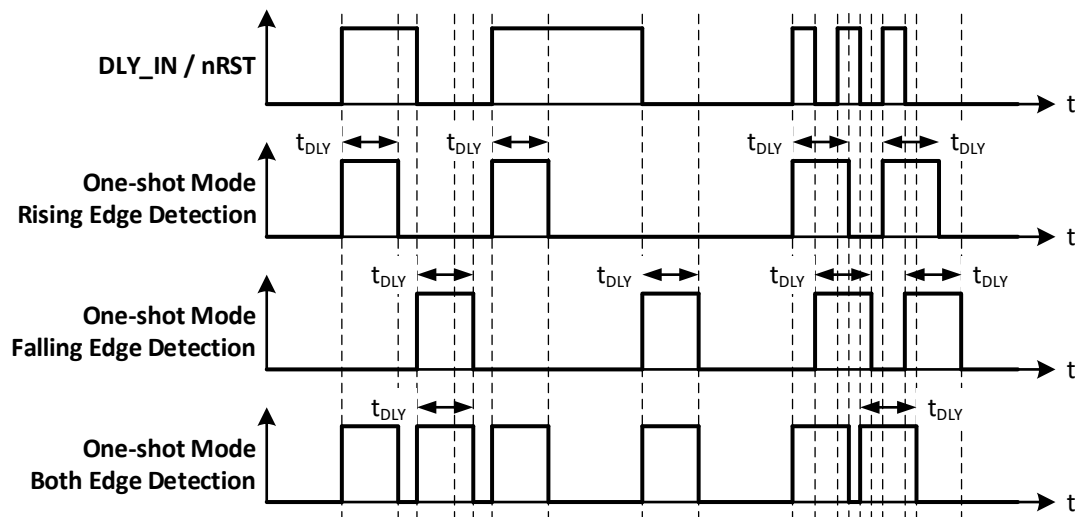 DLY_IN / nRST
t
t_DLY t_DLY t_DLY t_DLY
One-shot Mode
Rising Edge Detection
t
t_DLY t_DLY t_DLY t_DLY
One-shot Mode
Falling Edge Detection
t
t_DLY t_DLY
One-shot Mode
Both Edge Detection
t